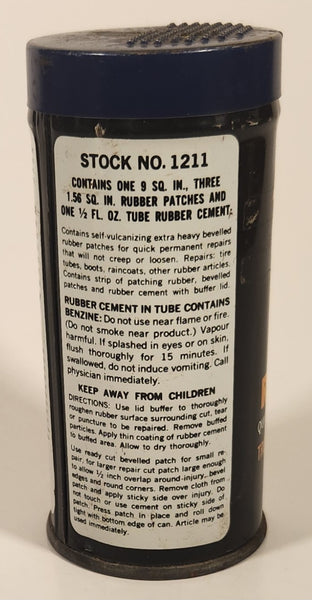 STOCK NO. 1211
CONTAINS ONE 9 SQ. IN., THREE
1.56 SQ. IN. RUBBER PATCHES AND
ONE ½ FL. OZ. TUBE RUBBER CEMENT.
Contains self-vulcanizing extra heavy bevelled
rubber patches for quick permanent repairs
that will not creep or loosen. Repairs: tire
tubes, boots, raincoats, other rubber articles.
Contains strip of patching rubber, bevelled
patches and rubber cement with buffer lid.
RUBBER CEMENT IN TUBE CONTAINS
BENZINE: Do not use near flame or fire.
(Do not smoke near product.) Vapour
harmful. If splashed in eyes or on skin,
flush thoroughly for 15 minutes. If
swallowed, do not induce vomiting. Call
physician immediately.
KEEP AWAY FROM CHILDREN
DIRECTIONS: Use lid buffer to thoroughly
roughen rubber surface surrounding cut, tear
or puncture to be repaired. Remove buffed
particles. Apply thin coating of rubber cement
to buffed area. Allow to dry thoroughly.
Use ready cut bevelled patch for small re-
pair, for larger repair cut patch large enough
to allow ½ inch overlap around injury, bevel
edges and round corners. Remove cloth from
patch and apply sticky side over injury. Do
not touch or use cement on sticky side of
patch. Press patch in place and roll down
tight with bottom edge of can. Article may be
used immediately.